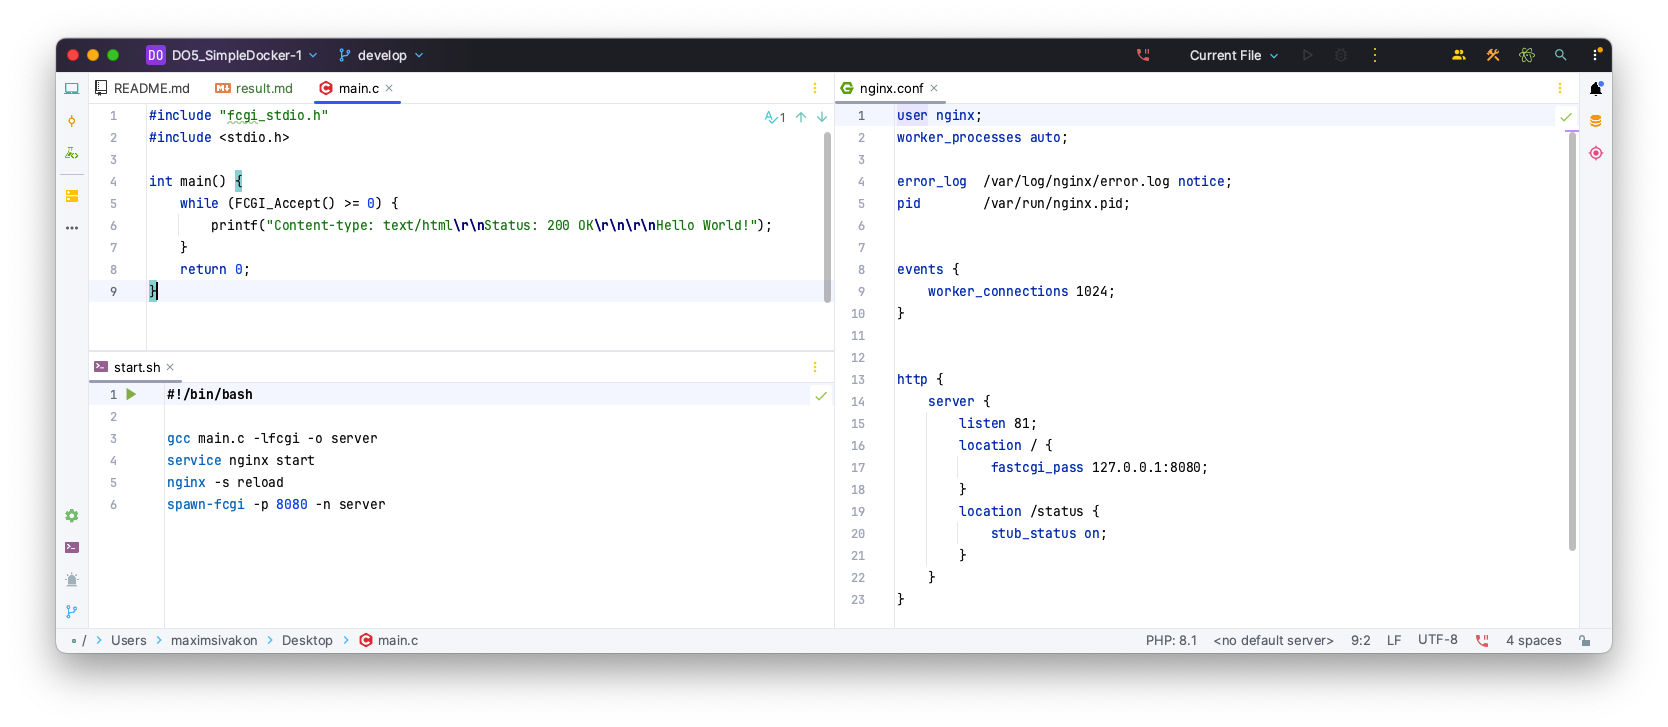 DO DO5_SimpleDocker-1 develop Current File
README.md result.md main.c
1 #include "fcgi_stdio.h"
2 #include <stdio.h>
3
4 int main() {
5 while (FCGI_Accept() >= 0) {
6 printf("Content-type: text/html\r\nStatus: 200 OK\r\n\r\nHello World!");
7 }
8 return 0;
9 }
1
start.sh
1 #!/bin/bash
2
3 gcc main.c -lfcgi -o server
4 service nginx start
5 nginx -s reload
6 spawn-fcgi -p 8080 -n server
nginx.conf
1 user nginx;
2 worker_processes auto;
3
4 error_log  /var/log/nginx/error.log notice;
5 pid        /var/run/nginx.pid;
6
7
8 events {
9 worker_connections 1024;
10 }
11
12
13 http {
14 server {
15 listen 81;
16 location / {
17 fastcgi_pass 127.0.0.1:8080;
18 }
19 location /status {
20 stub_status on;
21 }
22 }
23 }
/ Users maximsivakon Desktop main.c PHP: 8.1 <no default server> 9:2 LF UTF-8 4 spaces